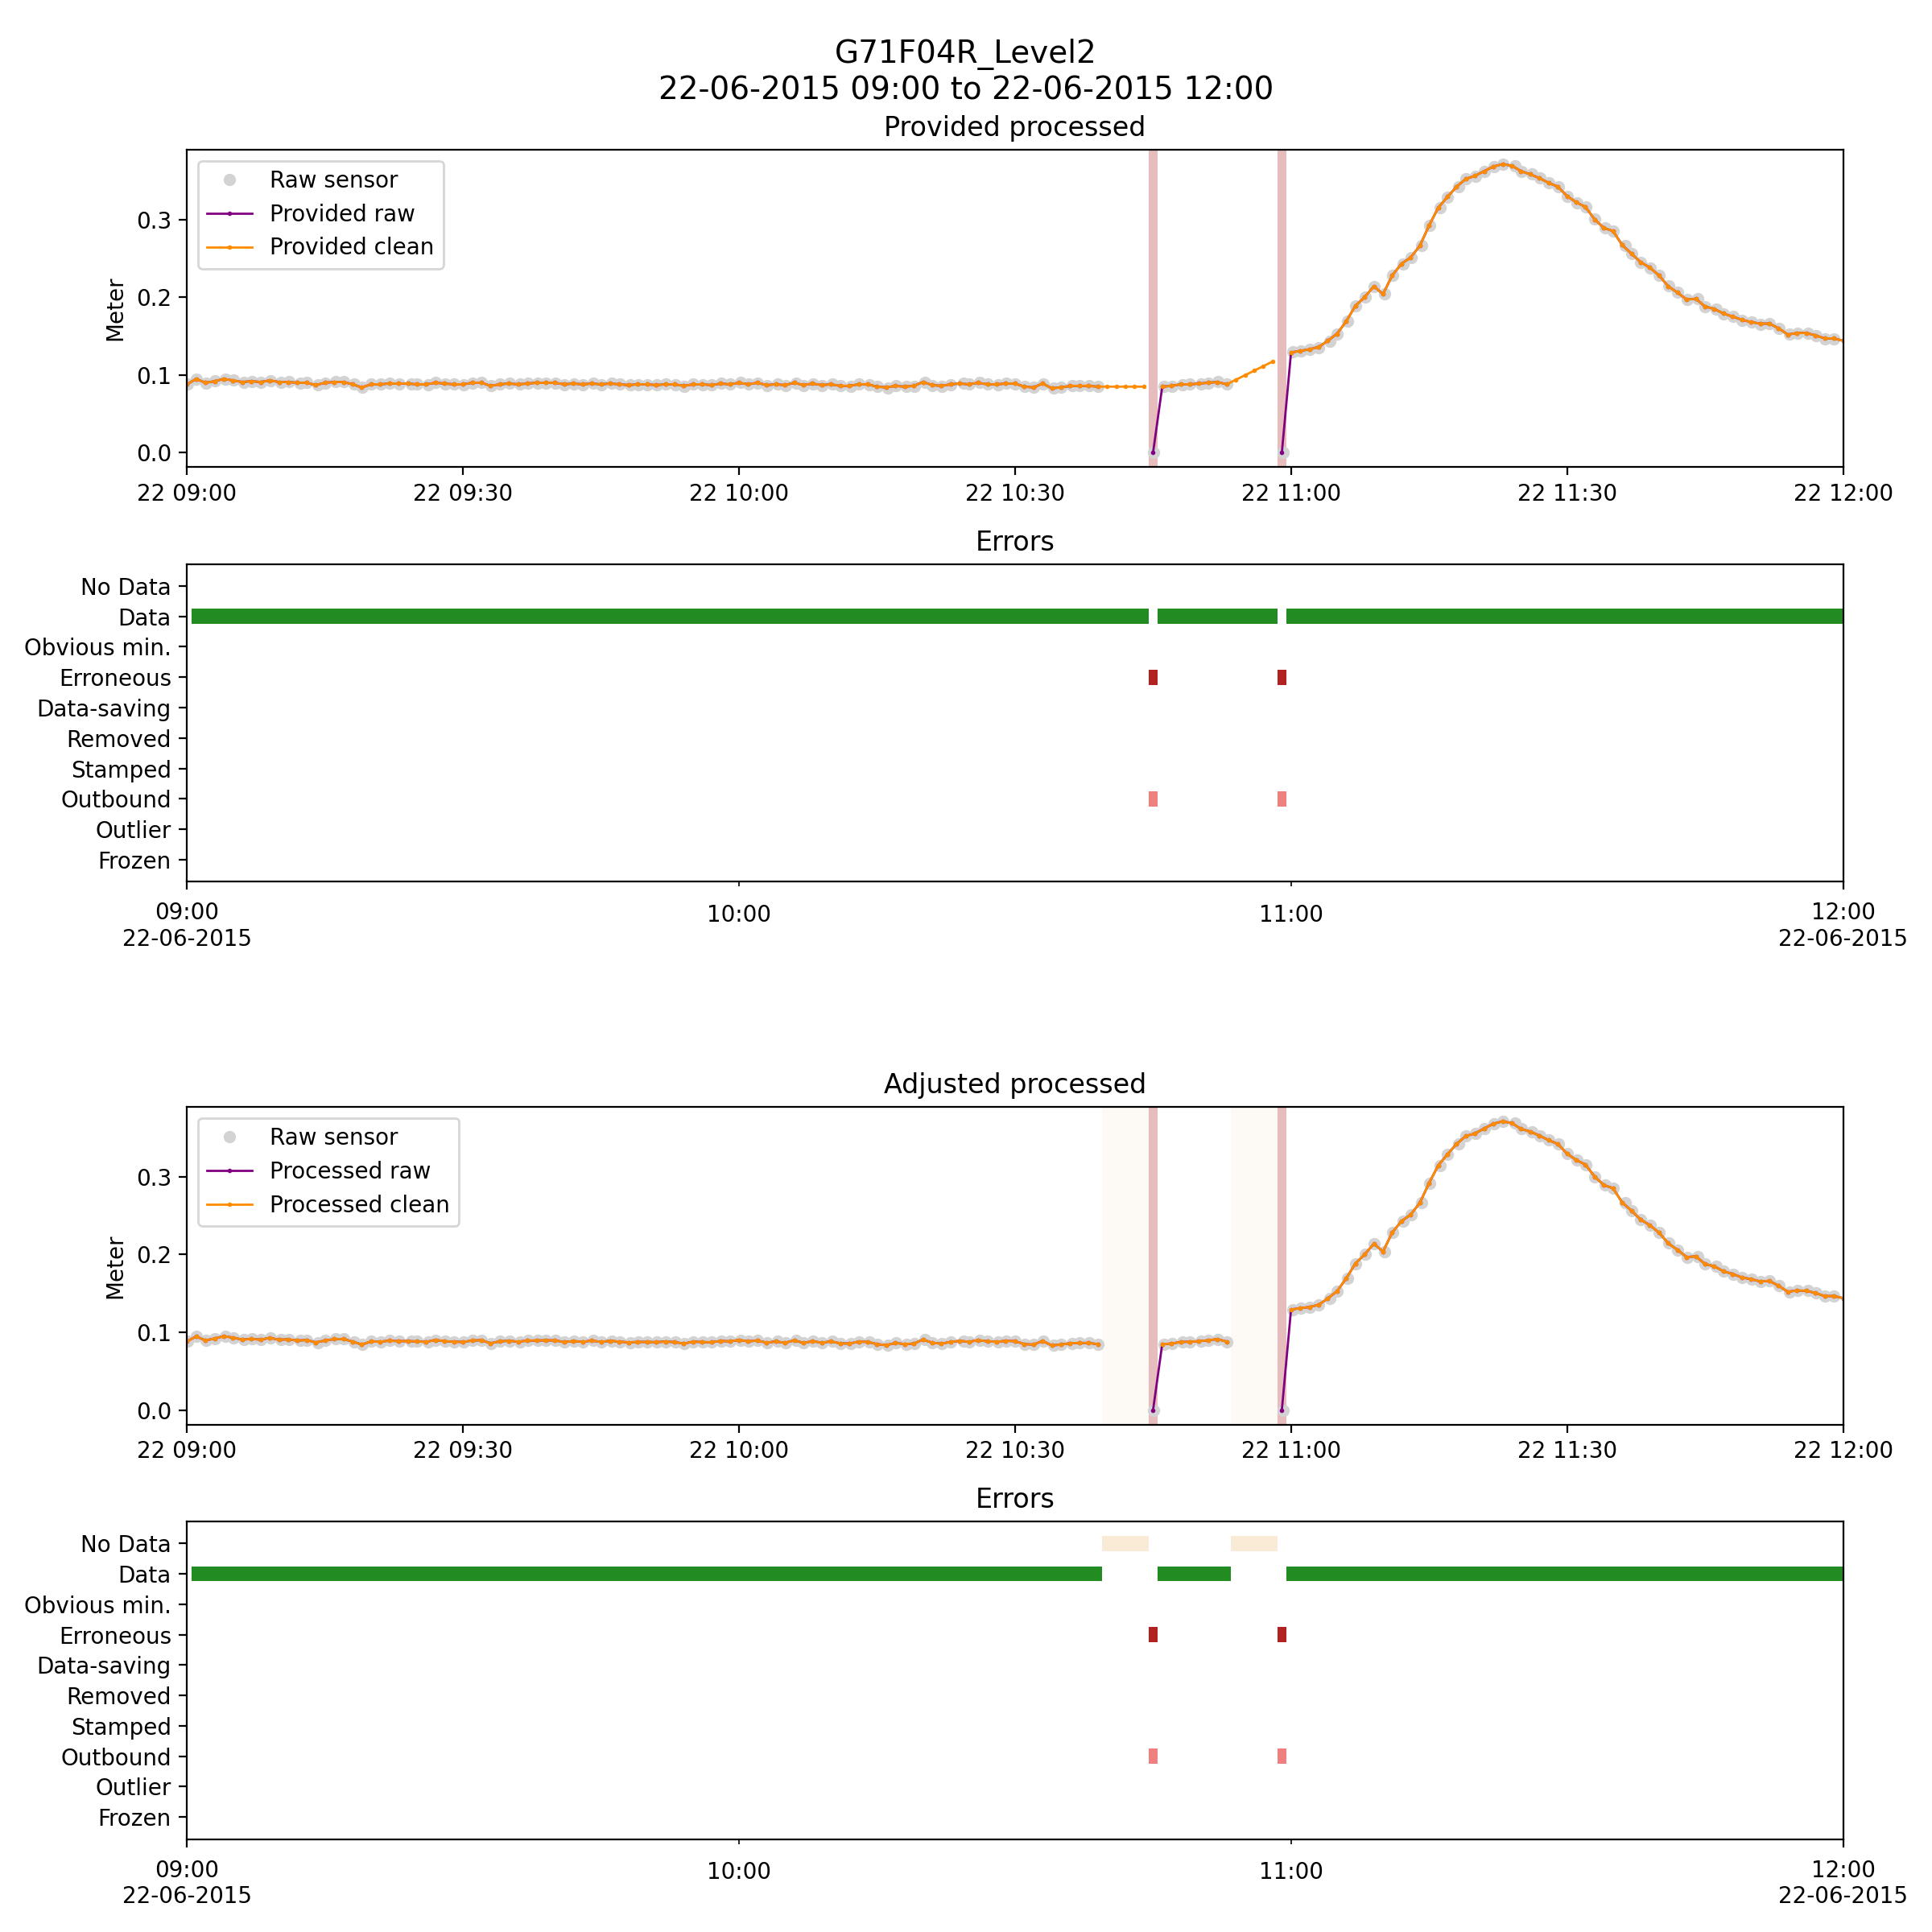 G71F04R_Level2
22-06-2015 09:00 to 22-06-2015 12:00
Provided processed
Raw sensor
Provided raw
Provided clean
Meter
0.3
0.2
0.1
0.0
22 09:00 22 09:30 22 10:00 22 10:30 22 11:00 22 11:30 22 12:00
Errors
No Data
Data
Obvious min.
Erroneous
Data-saving
Removed
Stamped
Outbound
Outlier
Frozen
09:00 10:00 11:00 12:00
22-06-2015 22-06-2015
Adjusted processed
Raw sensor
Processed raw
Processed clean
Meter
0.3
0.2
0.1
0.0
22 09:00 22 09:30 22 10:00 22 10:30 22 11:00 22 11:30 22 12:00
Errors
No Data
Data
Obvious min.
Erroneous
Data-saving
Removed
Stamped
Outbound
Outlier
Frozen
09:00 10:00 11:00 12:00
22-06-2015 22-06-2015